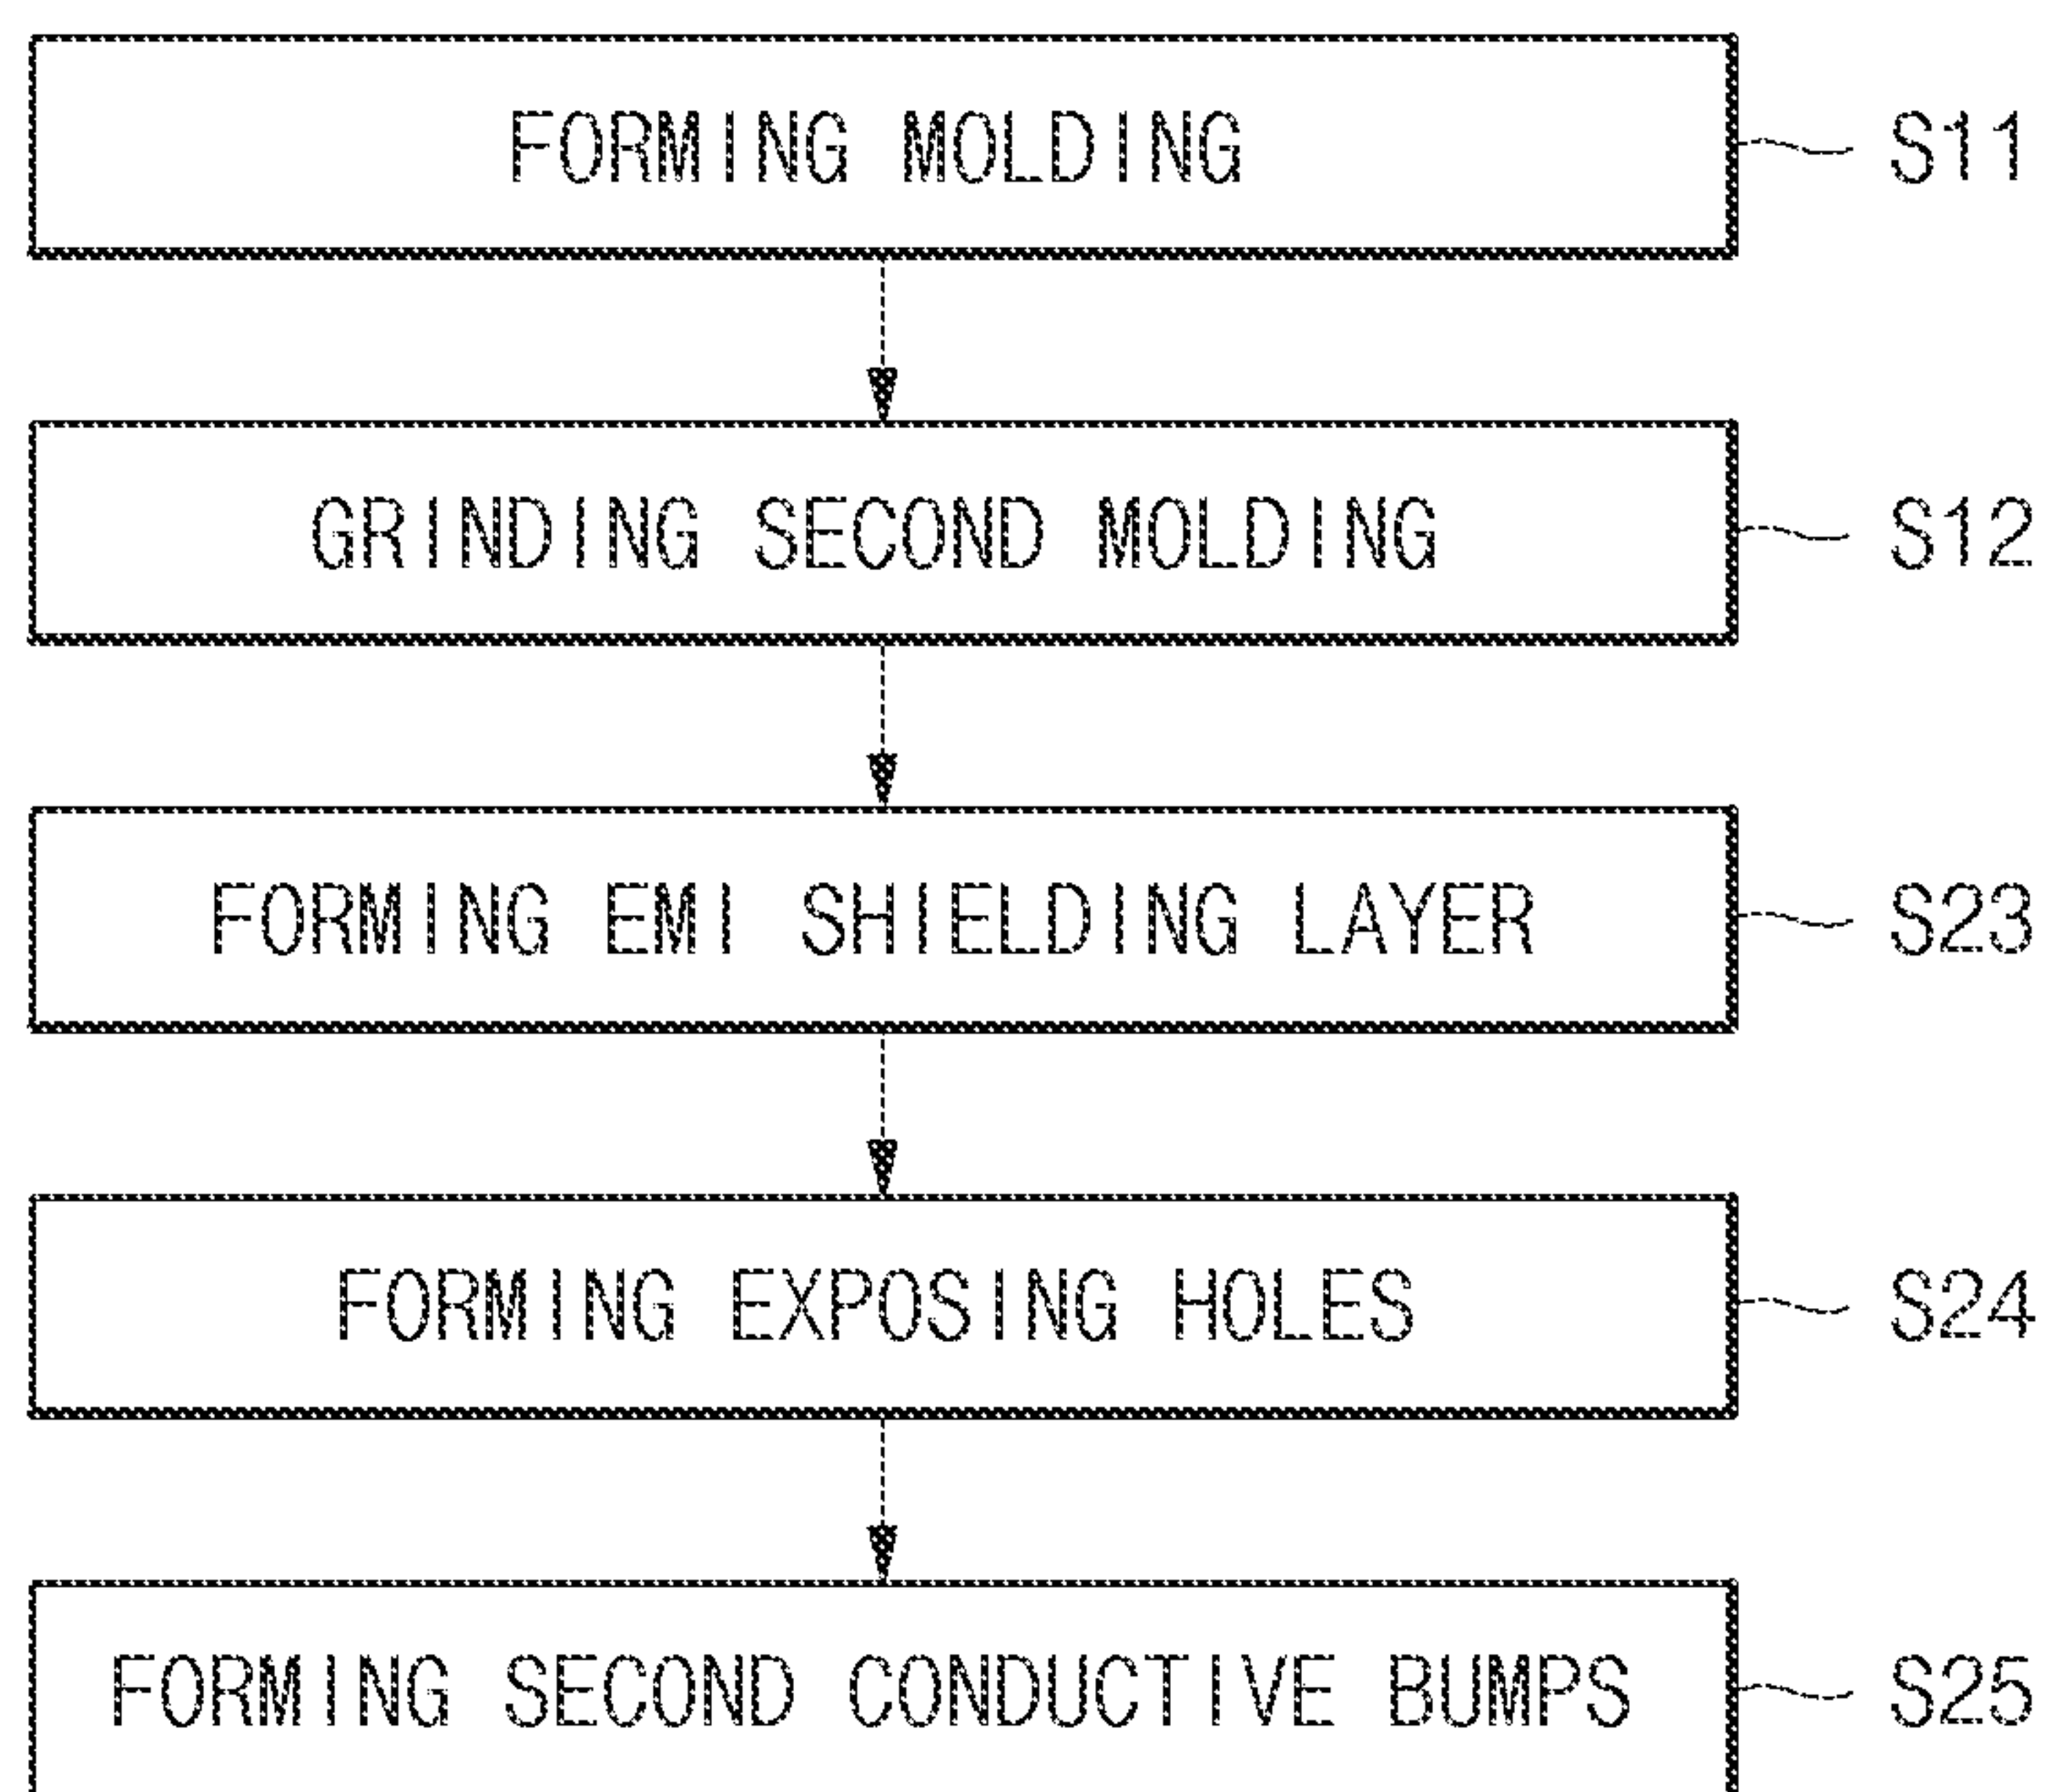 FORMING MOLDING S11
GRINDING SECOND MOLDING S12
FORMING EMI SHIELDING LAYER S23
FORMING EXPOSING HOLES S24
FORMING SECOND CONDUCTIVE BUMPS S25